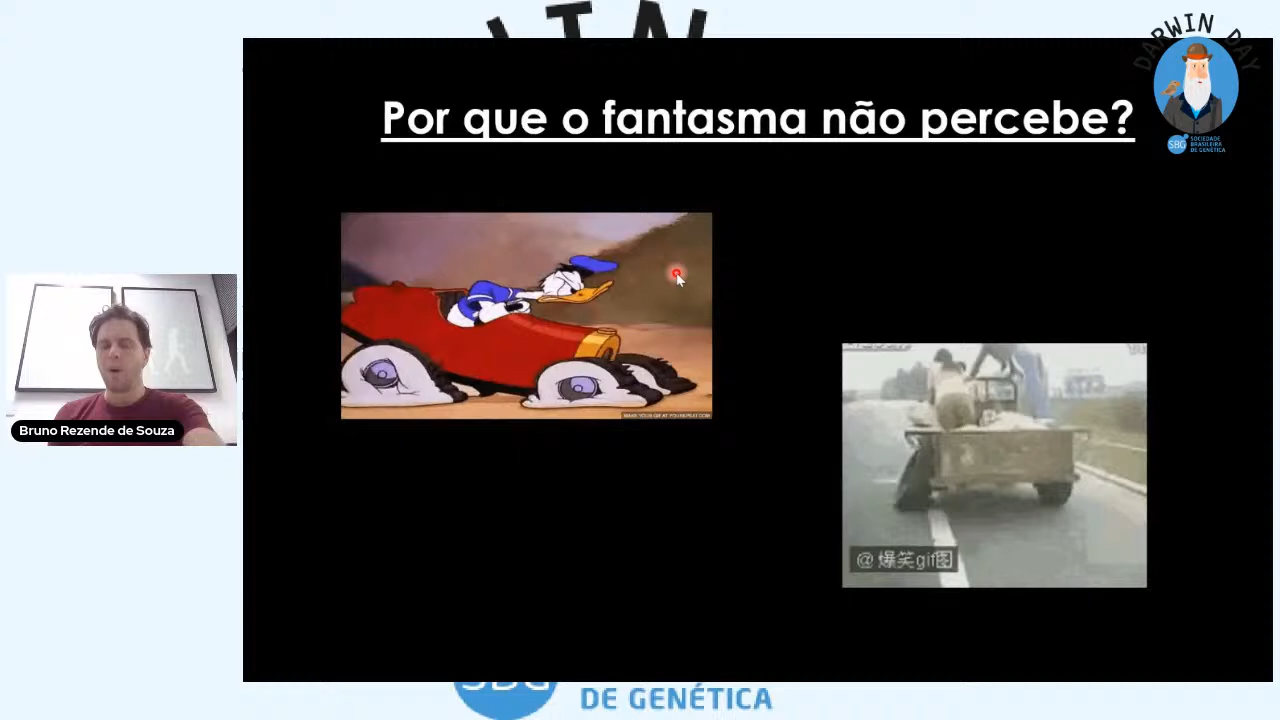 DARWIN DAY
Por que o fantasma não percebe?
SBG
SOCIEDADE
BRASILEIRA
DE GENÉTICA
Bruno Rezende de Souza
@ 爆笑gif图
SBG
DE GENÉTICA